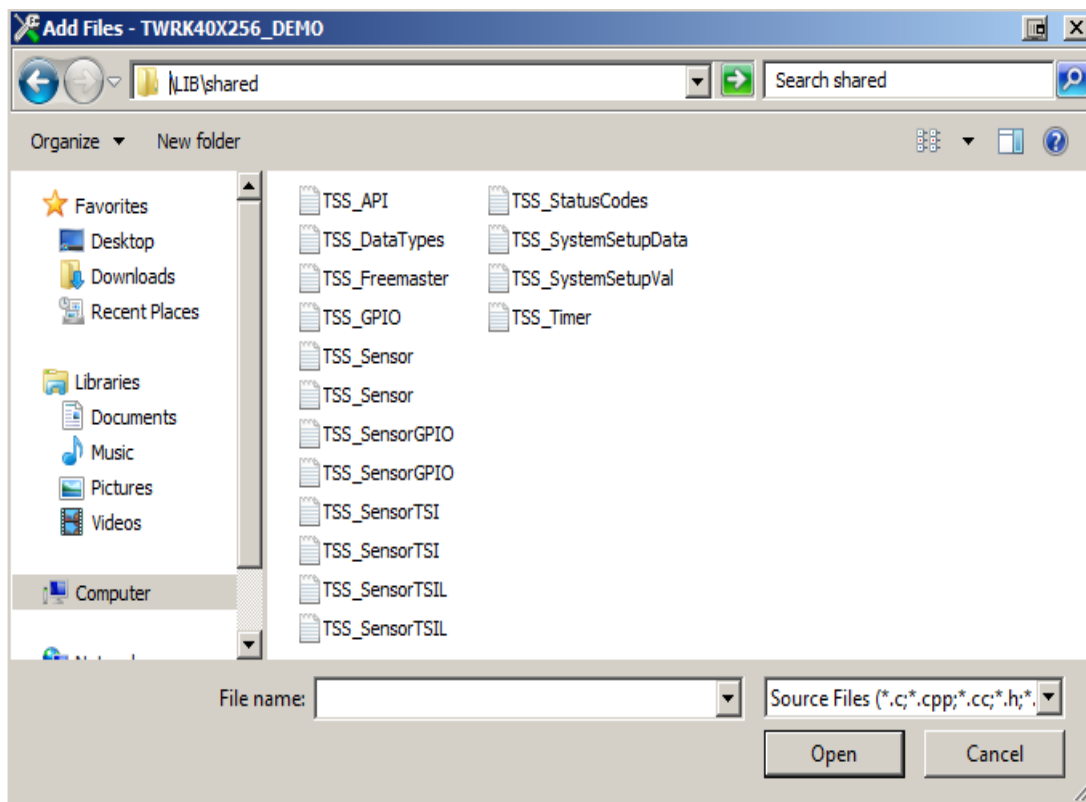 Add Files - TWRK40X256_DEMO
\LIB\shared
Search shared
Organize
New folder
Favorites
Desktop
Downloads
Recent Places
Libraries
Documents
Music
Pictures
Videos
Computer
TSS_API
TSS_DataTypes
TSS_Freemaster
TSS_GPIO
TSS_Sensor
TSS_Sensor
TSS_SensorGPIO
TSS_SensorGPIO
TSS_SensorTSI
TSS_SensorTSI
TSS_SensorTSIL
TSS_SensorTSIL
TSS_StatusCodes
TSS_SystemSetupData
TSS_SystemSetupVal
TSS_Timer
File name:
Source Files (*.c;*.cpp;*.cc;*.h;*.
Open
Cancel